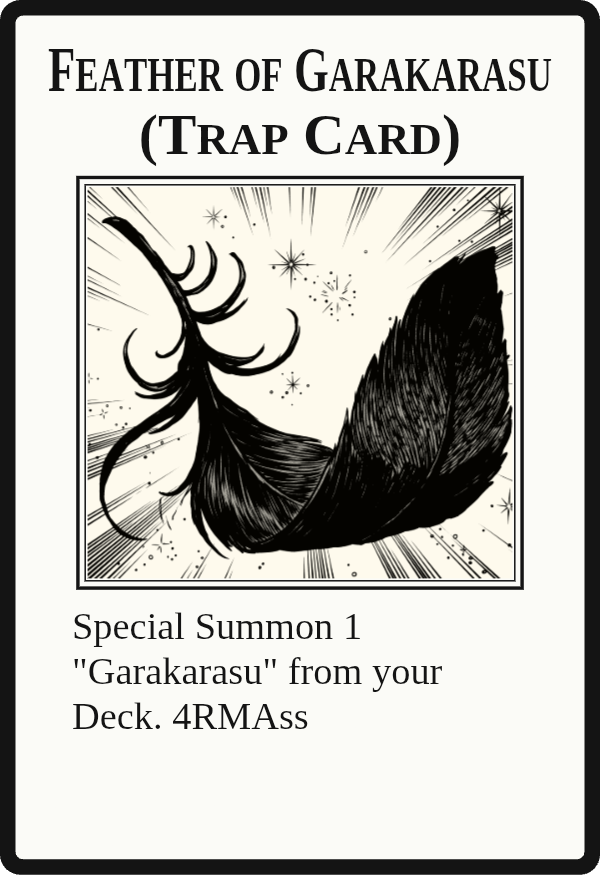 Feather of Garakarasu
(Trap Card)
Special Summon 1
"Garakarasu" from your
Deck. 4RMAss